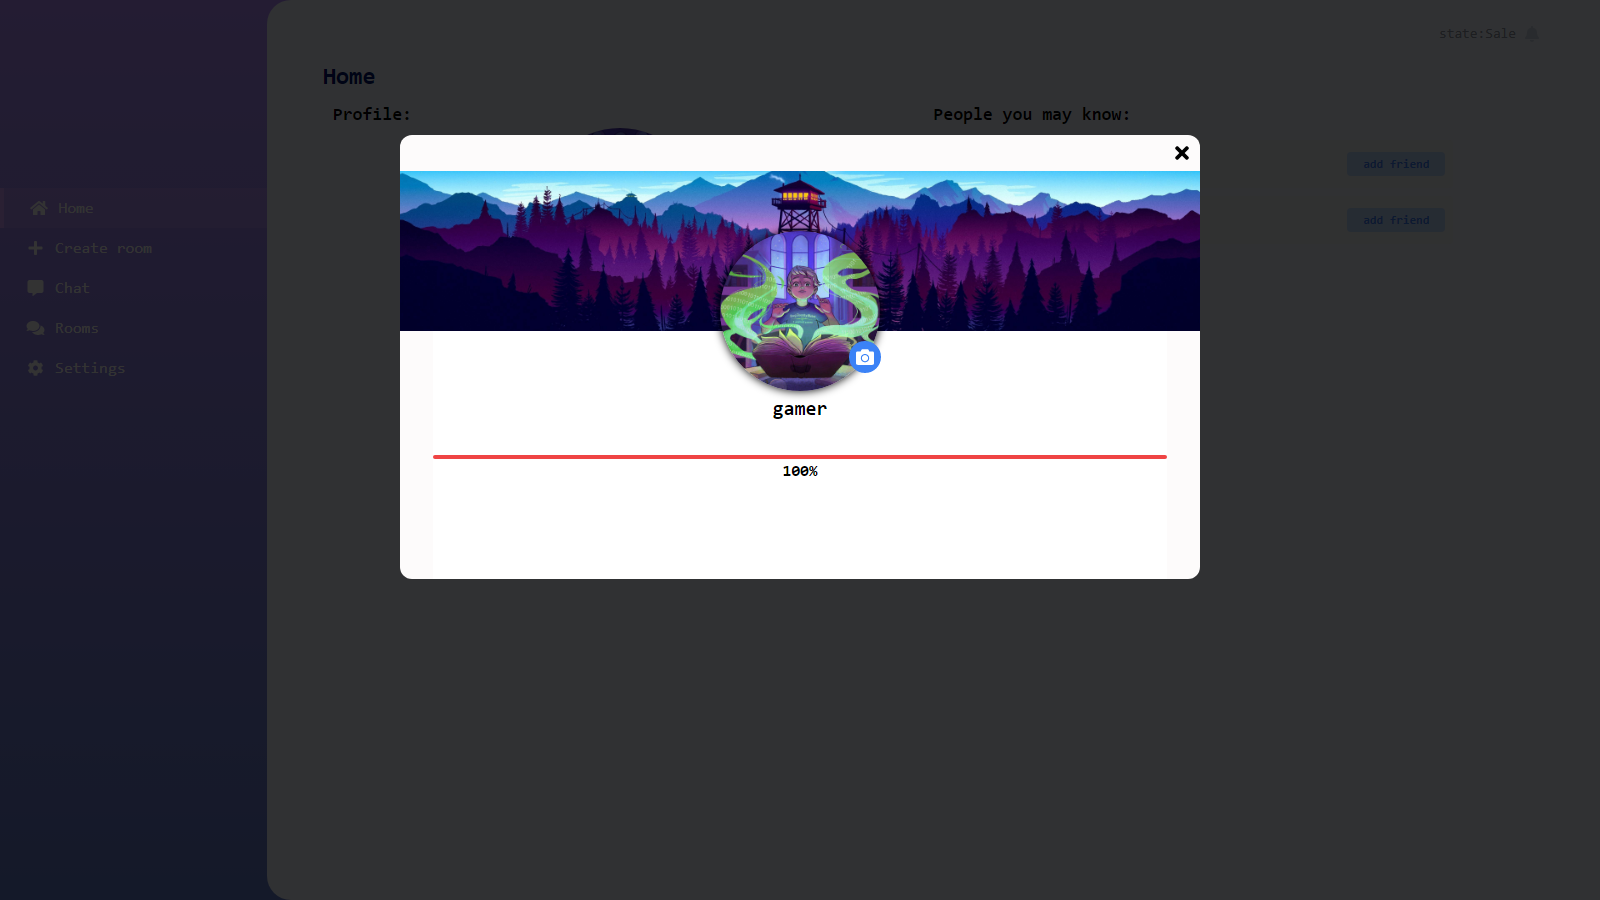 state:Sale
Home
Profile:
People you may know:
add friend
add friend
Home
Create room
Chat
Rooms
Settings
gamer
100%